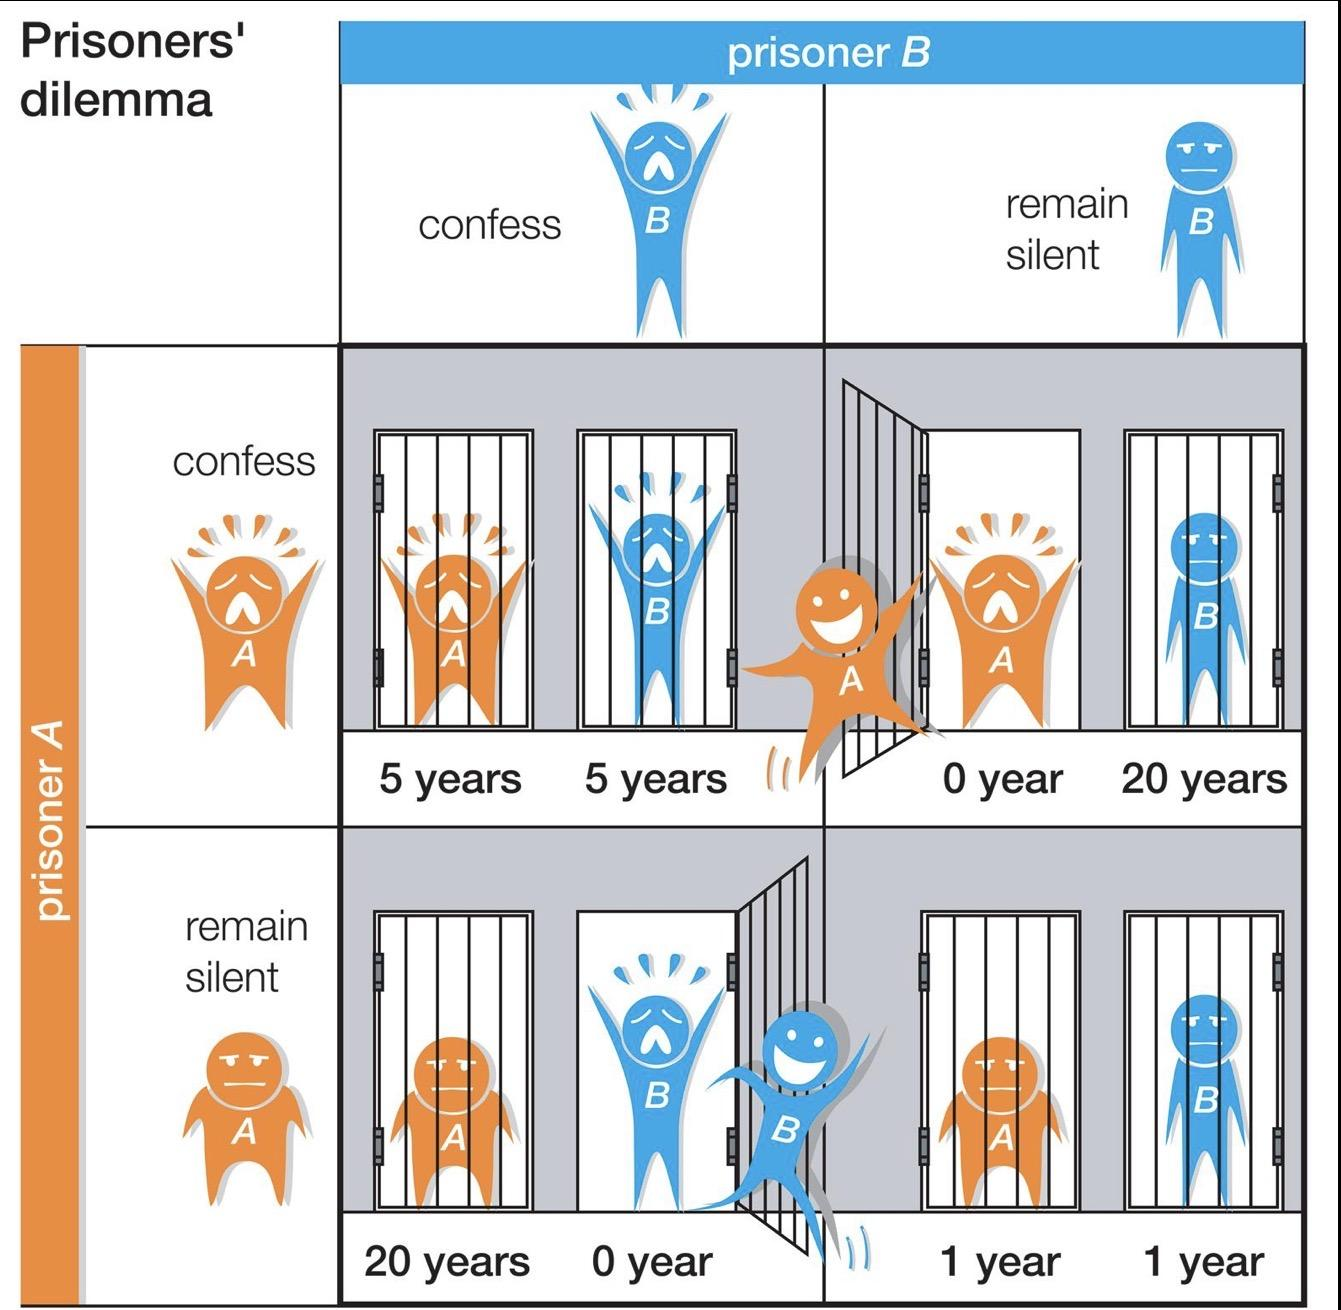 Prisoners'
dilemma
prisoner B
confess
B
remain
silent
B
prisoner A
confess
A
A
B
A
A
B
5 years
5 years
0 year
20 years
remain
silent
A
A
B
B
A
B
20 years
0 year
1 year
1 year